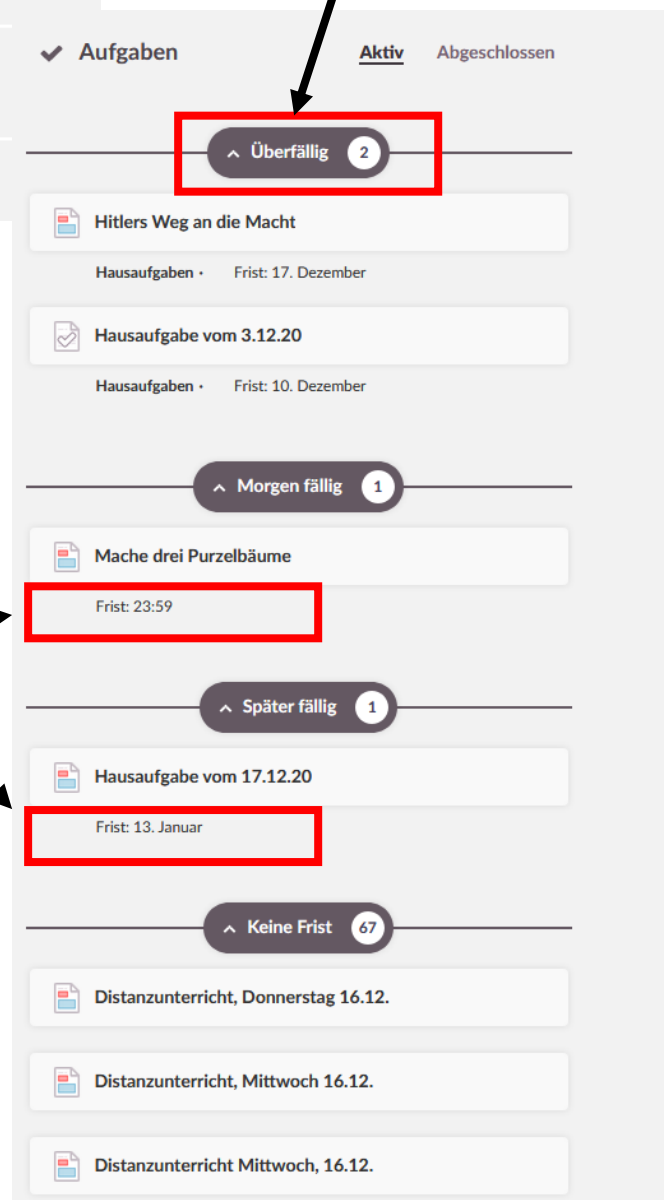 Aufgaben Aktiv Abgeschlossen
Überfällig 2
Hitlers Weg an die Macht
Hausaufgaben · Frist: 17. Dezember
Hausaufgabe vom 3.12.20
Hausaufgaben · Frist: 10. Dezember
Morgen fällig 1
Mache drei Purzelbäume
Frist: 23:59
Später fällig 1
Hausaufgabe vom 17.12.20
Frist: 13. Januar
Keine Frist 67
Distanzunterricht, Donnerstag 16.12.
Distanzunterricht, Mittwoch 16.12.
Distanzunterricht Mittwoch, 16.12.